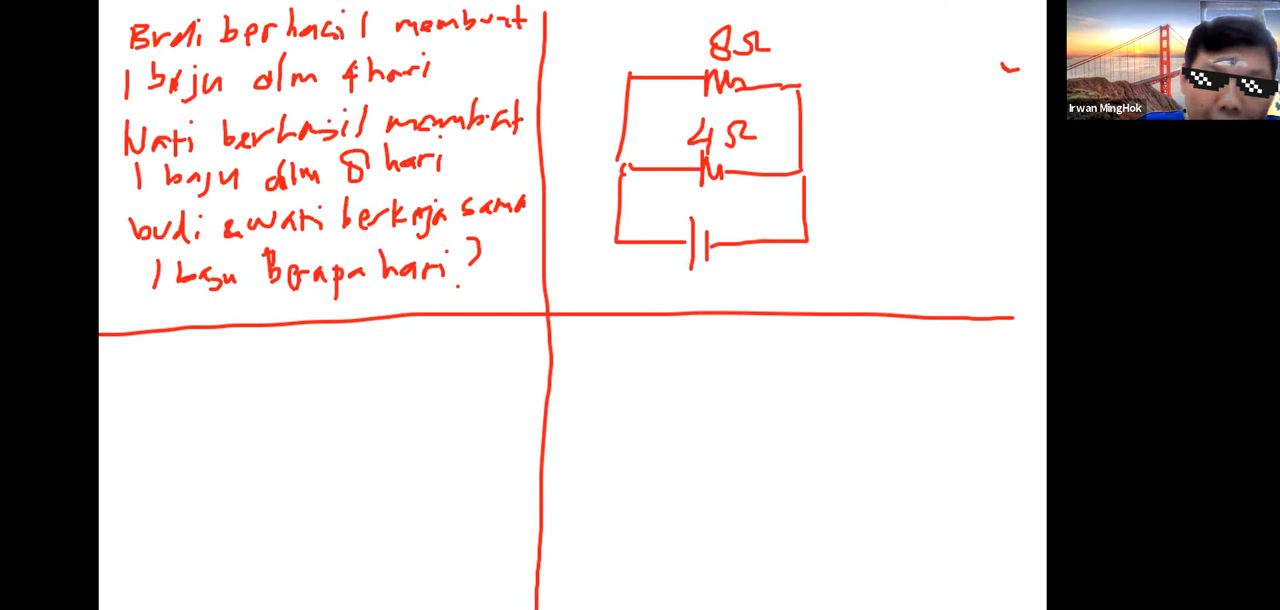 Budi berhasil membuat
1 baju dlm 4 hari
Wati berhasil membuat
1 baju dlm 8 hari
budi & wati berkerja sama
1 baju berapa hari?
8Ω
4Ω
Irwan MingHok